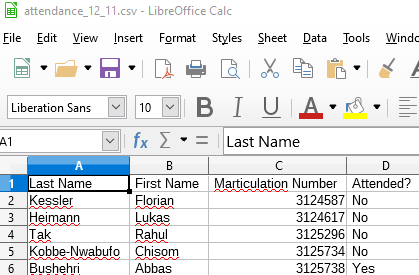 attendance_12_11.csv - LibreOffice Calc
File Edit View Insert Format Styles Sheet Data Tools Window
Liberation Sans 10 B I U A
A1 fx Σ = Last Name
A B C D
1 Last Name First Name Marticulation Number Attended?
2 Kessler Florian 3124587 No
3 Heimann Lukas 3124617 No
4 Tak Rahul 3125296 No
5 Kobbe-Nwabufo Chisom 3125734 No
6 Bushehri Abbas 3125738 Yes